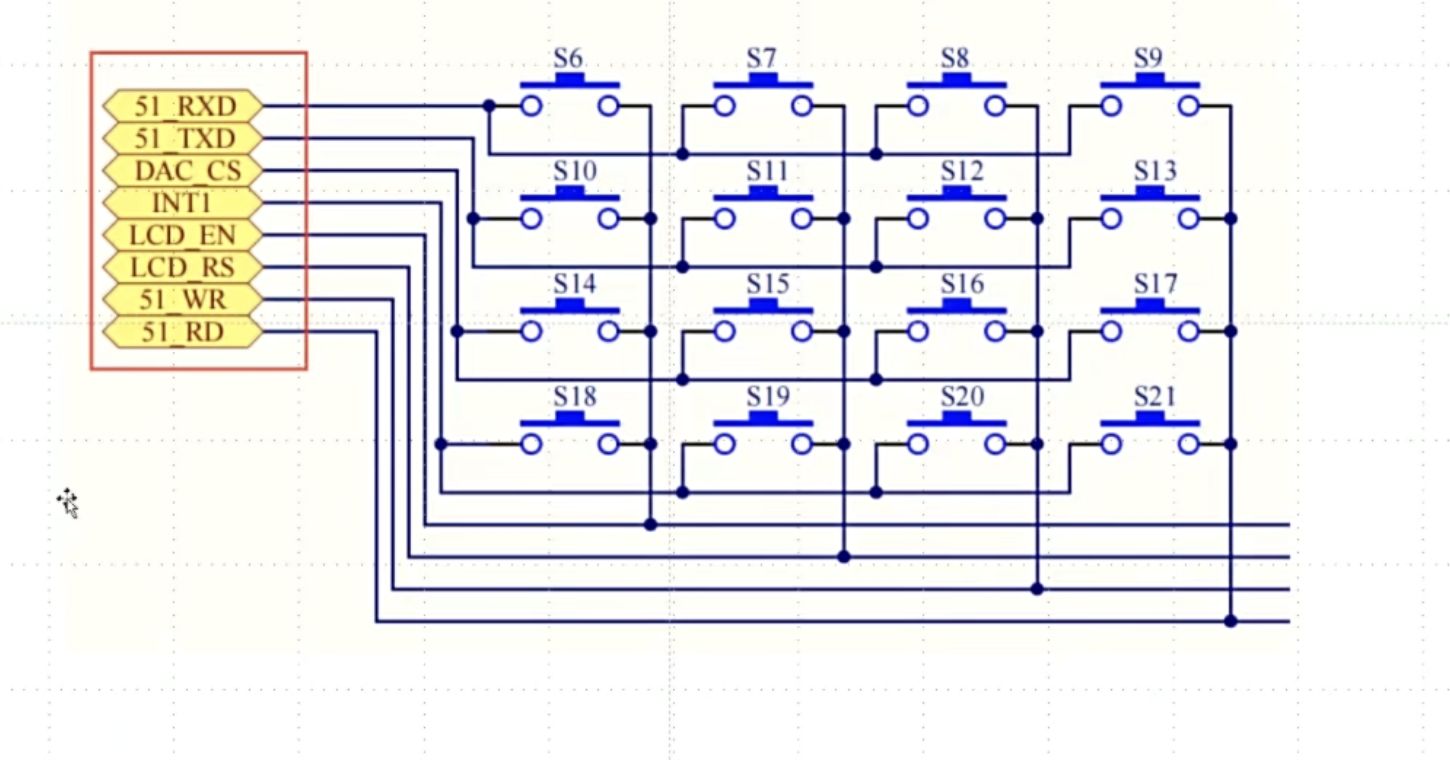 S6 S7 S8 S9
51_RXD
51_TXD
DAC_CS
INT1
LCD_EN
LCD_RS
51_WR
51_RD
S10 S11 S12 S13
S14 S15 S16 S17
S18 S19 S20 S21